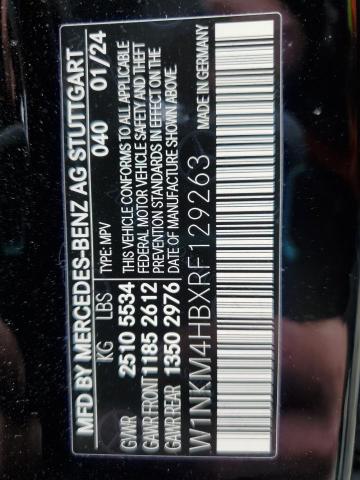 MFD BY MERCEDES-BENZ AG STUTTGART
040 01/24
KG LBS TYPE: MPV
GVWR 2510 5534
GAWR FRONT 1185 2612
GAWR REAR 1350 2976
THIS VEHICLE CONFORMS TO ALL APPLICABLE
FEDERAL MOTOR VEHICLE SAFETY AND THEFT
PREVENTION STANDARDS IN EFFECT ON THE
DATE OF MANUFACTURE SHOWN ABOVE.
MADE IN GERMANY
W1NKM4HBXRF129263